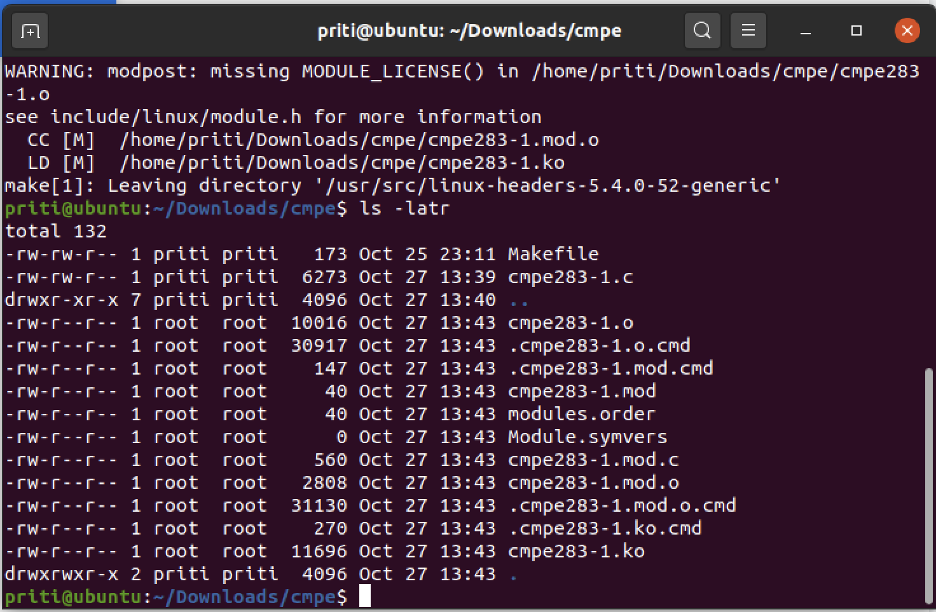 priti@ubuntu: ~/Downloads/cmpe
WARNING: modpost: missing MODULE_LICENSE() in /home/priti/Downloads/cmpe/cmpe283
-1.o
see include/linux/module.h for more information
  CC [M]  /home/priti/Downloads/cmpe/cmpe283-1.mod.o
  LD [M]  /home/priti/Downloads/cmpe/cmpe283-1.ko
make[1]: Leaving directory '/usr/src/linux-headers-5.4.0-52-generic'
priti@ubuntu:~/Downloads/cmpe$ ls -latr
total 132
-rw-rw-r-- 1 priti priti   173 Oct 25 23:11 Makefile
-rw-rw-r-- 1 priti priti  6273 Oct 27 13:39 cmpe283-1.c
drwxr-xr-x 7 priti priti  4096 Oct 27 13:40 ..
-rw-r--r-- 1 root  root  10016 Oct 27 13:43 cmpe283-1.o
-rw-r--r-- 1 root  root  30917 Oct 27 13:43 .cmpe283-1.o.cmd
-rw-r--r-- 1 root  root    147 Oct 27 13:43 .cmpe283-1.mod.cmd
-rw-r--r-- 1 root  root     40 Oct 27 13:43 cmpe283-1.mod
-rw-r--r-- 1 root  root     40 Oct 27 13:43 modules.order
-rw-r--r-- 1 root  root      0 Oct 27 13:43 Module.symvers
-rw-r--r-- 1 root  root    560 Oct 27 13:43 cmpe283-1.mod.c
-rw-r--r-- 1 root  root   2808 Oct 27 13:43 cmpe283-1.mod.o
-rw-r--r-- 1 root  root  31130 Oct 27 13:43 .cmpe283-1.mod.o.cmd
-rw-r--r-- 1 root  root    270 Oct 27 13:43 .cmpe283-1.ko.cmd
-rw-r--r-- 1 root  root  11696 Oct 27 13:43 cmpe283-1.ko
drwxrwxr-x 2 priti priti  4096 Oct 27 13:43 .
priti@ubuntu:~/Downloads/cmpe$